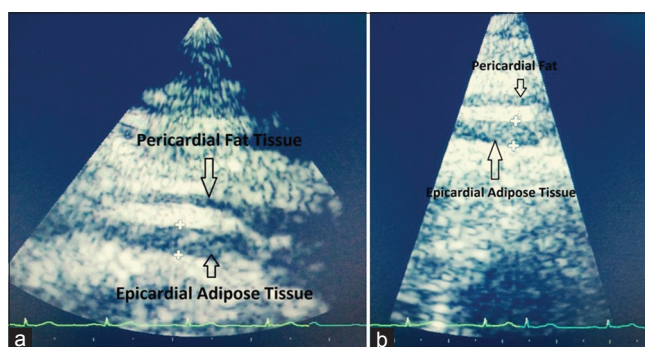 Pericardial Fat Tissue
Epicardial Adipose Tissue
a
Pericardial Fat
Epicardial Adipose Tissue
b